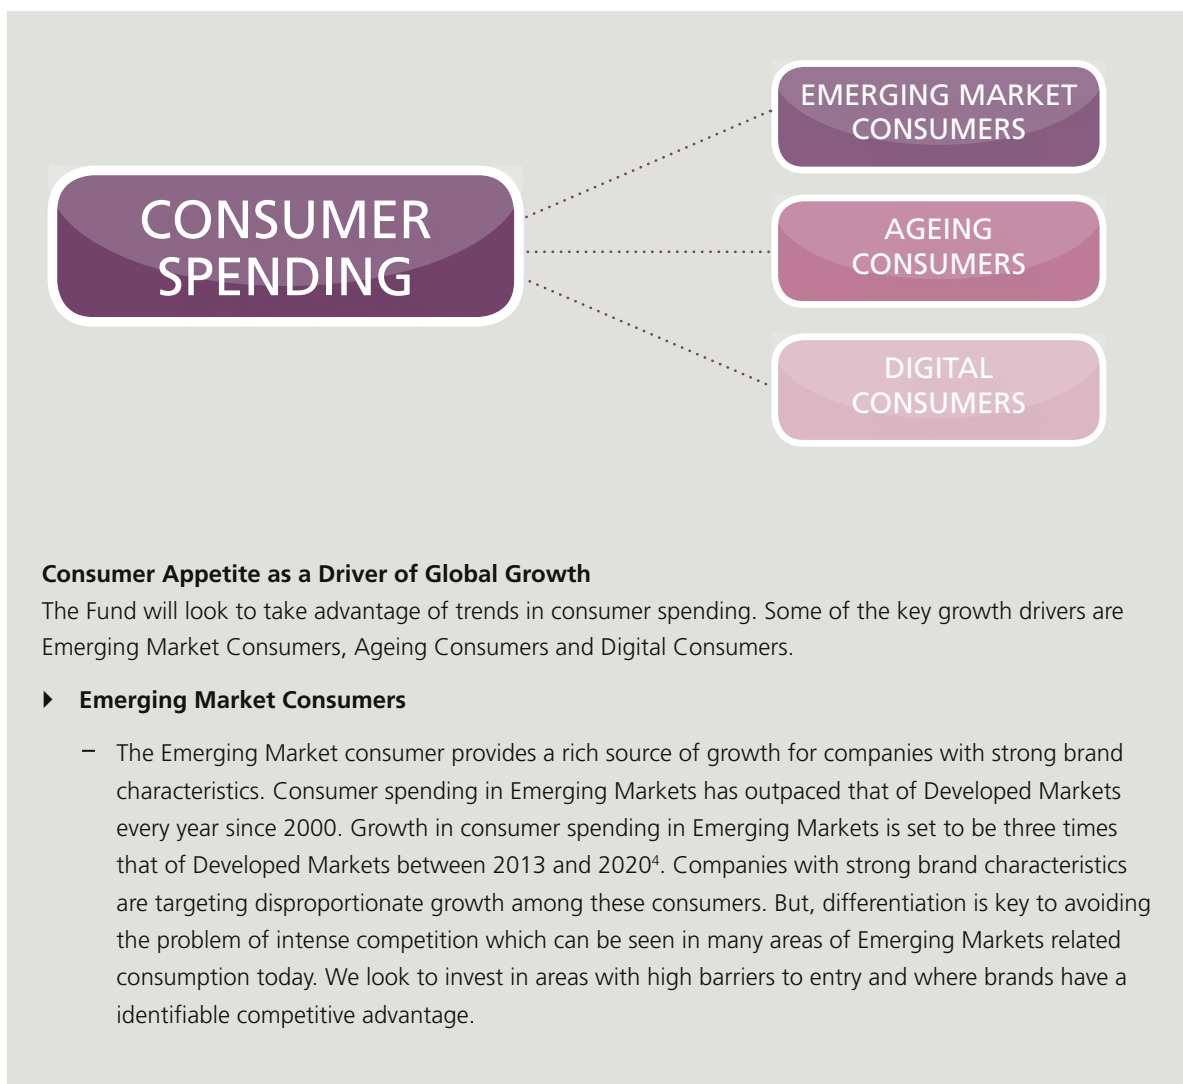 CONSUMER
SPENDING
EMERGING MARKET
CONSUMERS
AGEING
CONSUMERS
DIGITAL
CONSUMERS
Consumer Appetite as a Driver of Global Growth
The Fund will look to take advantage of trends in consumer spending. Some of the key growth drivers are
Emerging Market Consumers, Ageing Consumers and Digital Consumers.
Emerging Market Consumers
– The Emerging Market consumer provides a rich source of growth for companies with strong brand
characteristics. Consumer spending in Emerging Markets has outpaced that of Developed Markets
every year since 2000. Growth in consumer spending in Emerging Markets is set to be three times
that of Developed Markets between 2013 and 2020⁴. Companies with strong brand characteristics
are targeting disproportionate growth among these consumers. But, differentiation is key to avoiding
the problem of intense competition which can be seen in many areas of Emerging Markets related
consumption today. We look to invest in areas with high barriers to entry and where brands have a
identifiable competitive advantage.